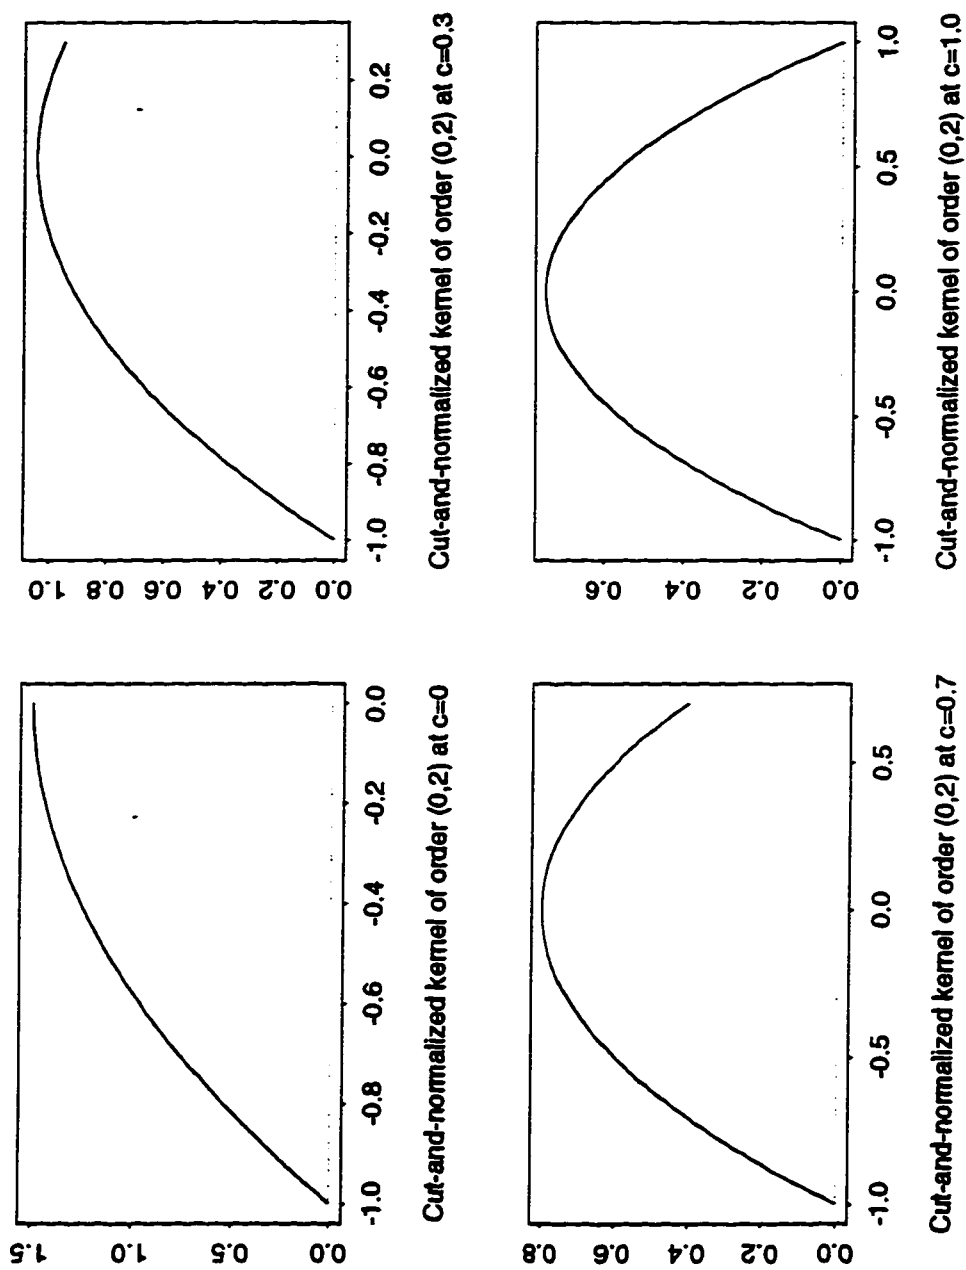 1.5
1.0
0.5
0.0
-1.0 -0.8 -0.6 -0.4 -0.2 0.0
Cut-and-normalized kernel of order (0,2) at c=0
1.0
0.8
0.6
0.4
0.2
0.0
-1.0 -0.8 -0.6 -0.4 -0.2 0.0 0.2
Cut-and-normalized kernel of order (0,2) at c=0.3
0.8
0.6
0.4
0.2
0.0
-1.0 -0.5 0.0 0.5
Cut-and-normalized kernel of order (0,2) at c=0.7
0.6
0.4
0.2
0.0
-1.0 -0.5 0.0 0.5 1.0
Cut-and-normalized kernel of order (0,2) at c=1.0